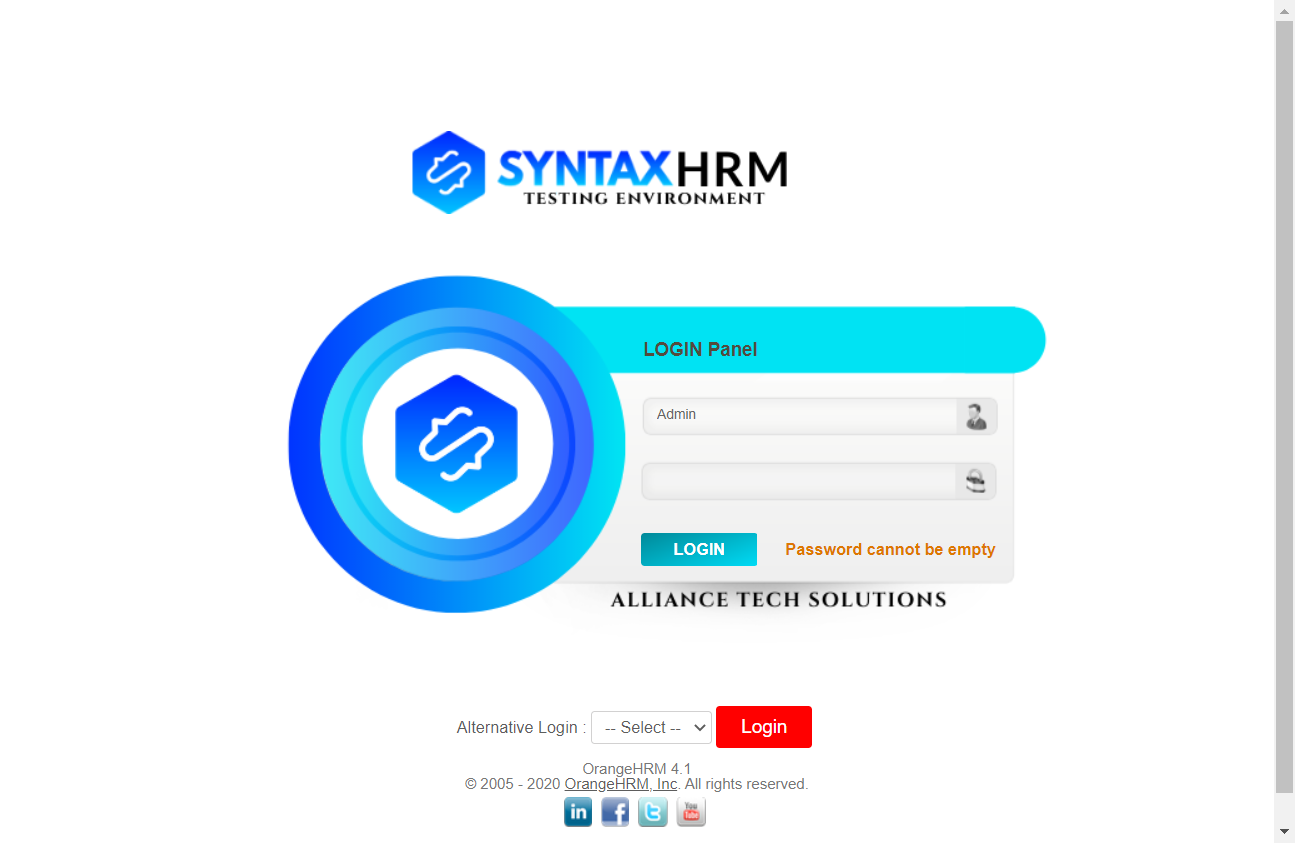 SYNTAXHRM
TESTING ENVIRONMENT
LOGIN Panel
Admin
LOGIN Password cannot be empty
ALLIANCE TECH SOLUTIONS
Alternative Login : -- Select -- Login
OrangeHRM 4.1
© 2005 - 2020 OrangeHRM, Inc. All rights reserved.
in f t You Tube